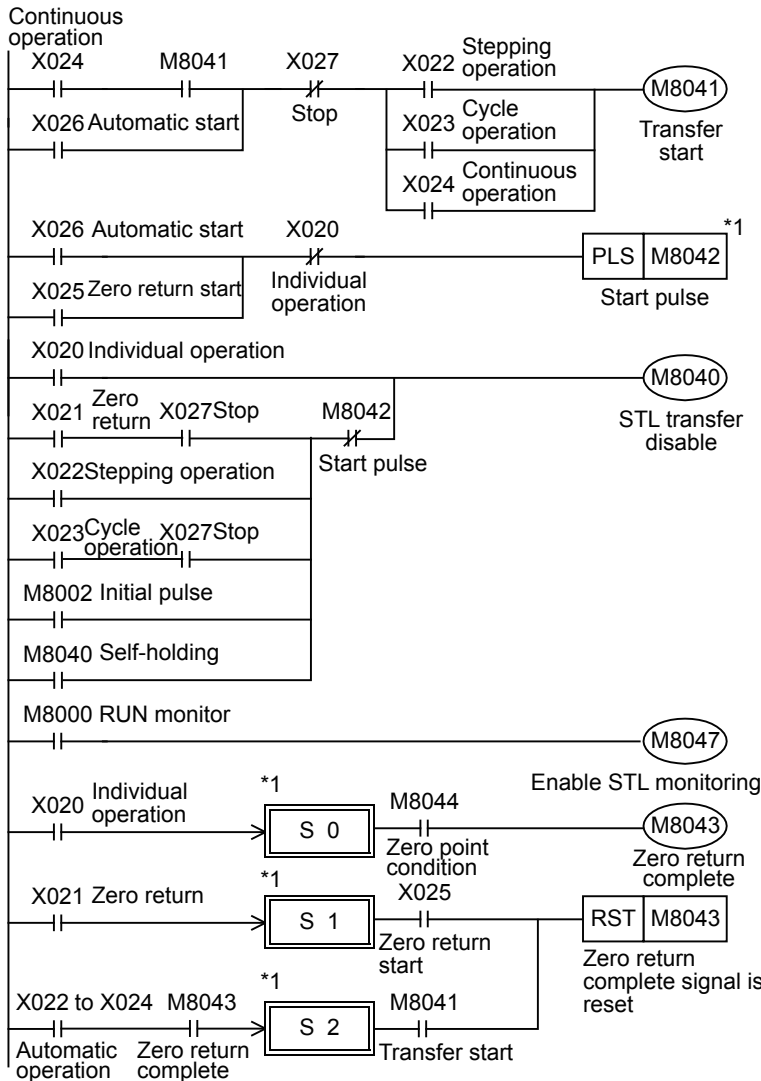 Continuous
operation
X024 M8041 X027 X022 Stepping
operation
M8041
Stop
X026 Automatic start
X023 Cycle
operation
Transfer
start
X024 Continuous
operation
X026 Automatic start X020 *1
PLS M8042
X025 Zero return start Individual
operation
Start pulse
X020 Individual operation
M8040
X021 Zero
return
X027 Stop M8042
STL transfer
disable
Start pulse
X022 Stepping operation
X023 Cycle
operation
X027 Stop
M8002 Initial pulse
M8040 Self-holding
M8000 RUN monitor
M8047
Enable STL monitoring
X020 Individual
operation
*1
S 0
M8044
M8043
Zero point
condition
Zero return
complete
X021 Zero return
*1
S 1
X025
RST M8043
Zero return
start
Zero return
complete signal is
reset
X022 to X024 M8043
*1
S 2
M8041
Automatic
operation
Zero return
complete
Transfer start